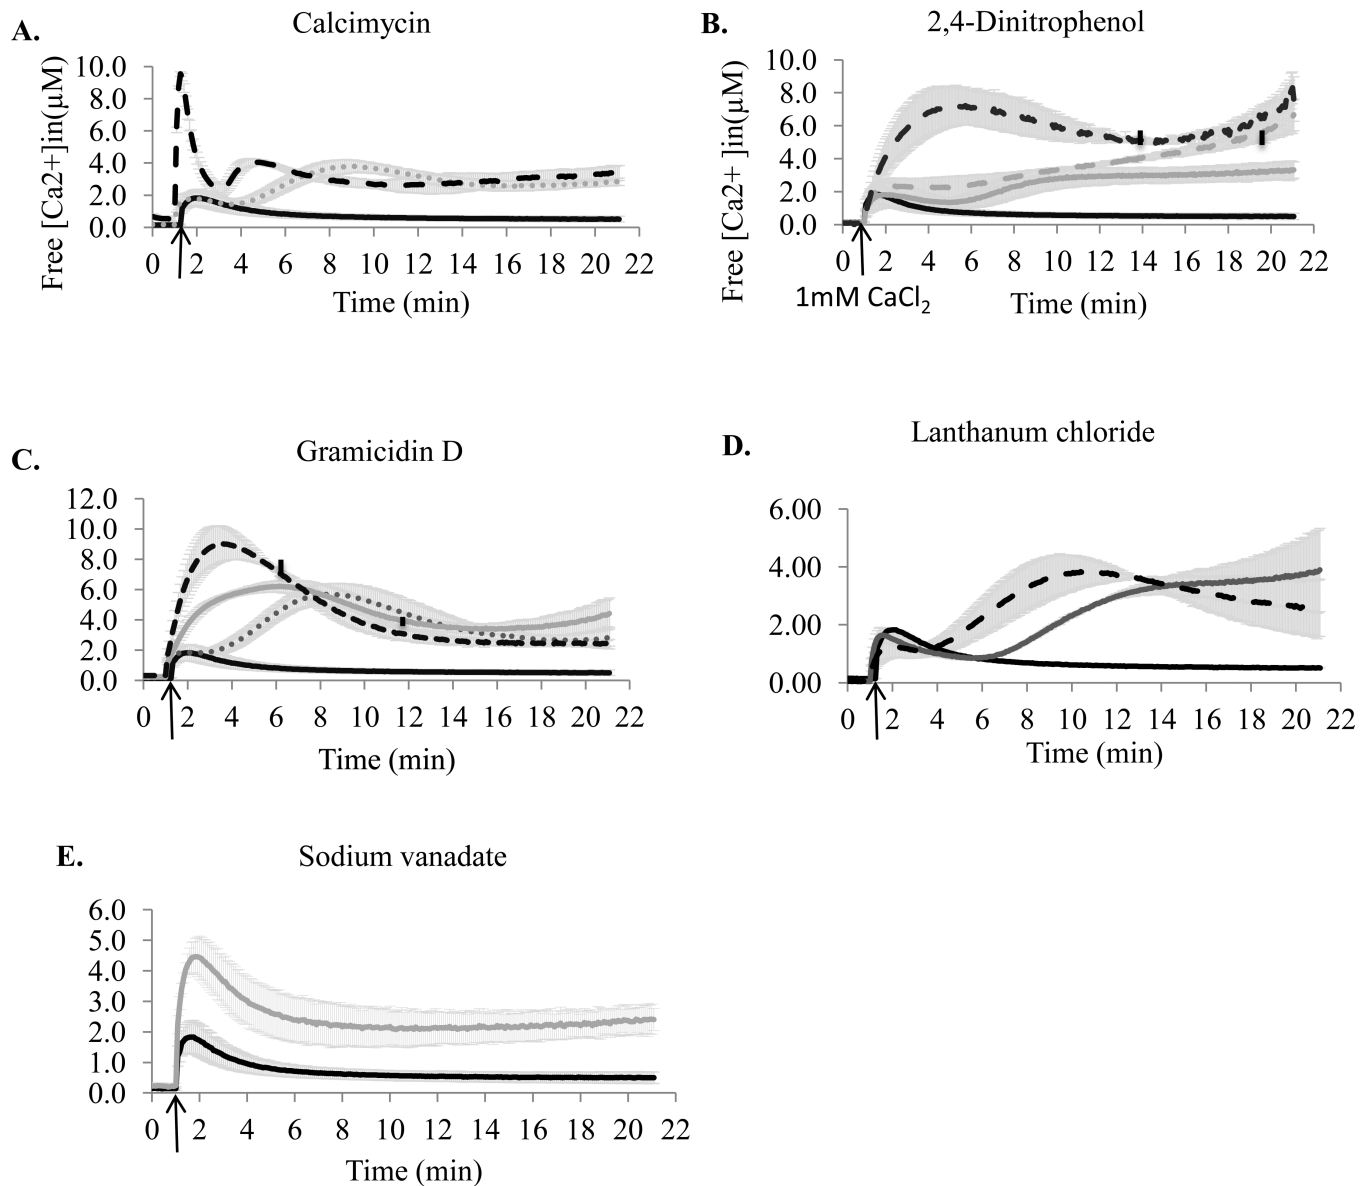 A.
Calcimycin
Free [Ca2+]in(µM)
10.0
8.0
6.0
4.0
2.0
0.0
0 2 4 6 8 10 12 14 16 18 20 22
Time (min)
B.
2,4-Dinitrophenol
Free [Ca2+ ]in(µM)
10.0
8.0
6.0
4.0
2.0
0.0
0 2 4 6 8 10 12 14 16 18 20 22
1mM CaCl₂
Time (min)
C.
Gramicidin D
12.0
10.0
8.0
6.0
4.0
2.0
0.0
0 2 4 6 8 10 12 14 16 18 20 22
Time (min)
D.
Lanthanum chloride
6.00
4.00
2.00
0.00
0 2 4 6 8 10 12 14 16 18 20 22
Time (min)
E.
Sodium vanadate
6.0
5.0
4.0
3.0
2.0
1.0
0.0
0 2 4 6 8 10 12 14 16 18 20 22
Time (min)